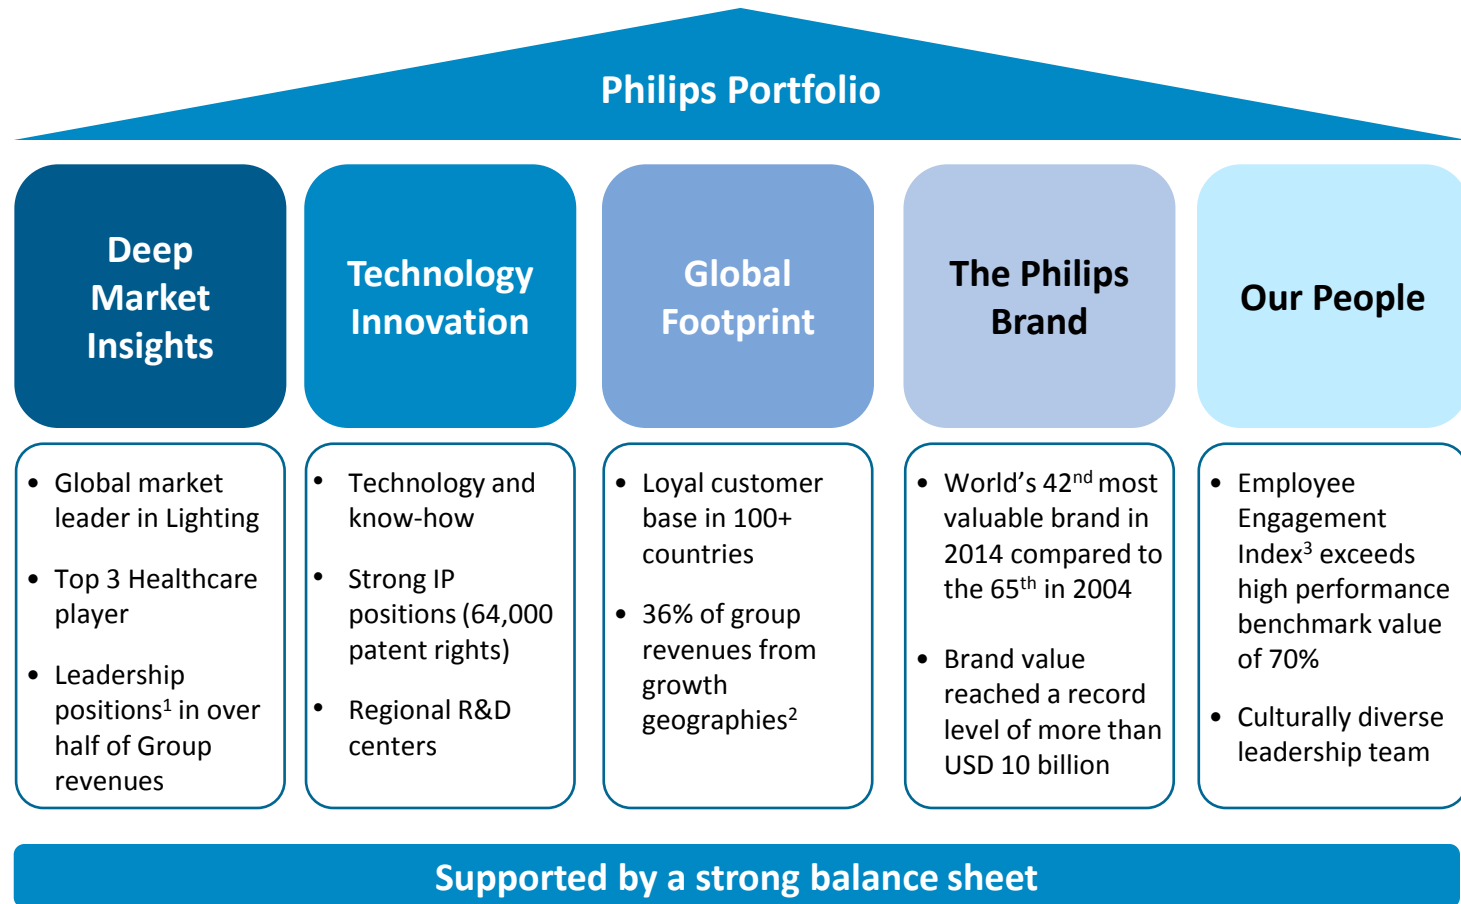 Philips Portfolio
Deep
Market
Insights
Technology
Innovation
Global
Footprint
The Philips
Brand
Our People
• Global market
leader in Lighting
• Top 3 Healthcare
player
• Leadership
positions¹ in over
half of Group
revenues
• Technology and
know-how
• Strong IP
positions (64,000
patent rights)
• Regional R&D
centers
• Loyal customer
base in 100+
countries
• 36% of group
revenues from
growth
geographies²
• World’s 42nd most
valuable brand in
2014 compared to
the 65th in 2004
• Brand value
reached a record
level of more than
USD 10 billion
• Employee
Engagement
Index³ exceeds
high performance
benchmark value
of 70%
• Culturally diverse
leadership team
Supported by a strong balance sheet